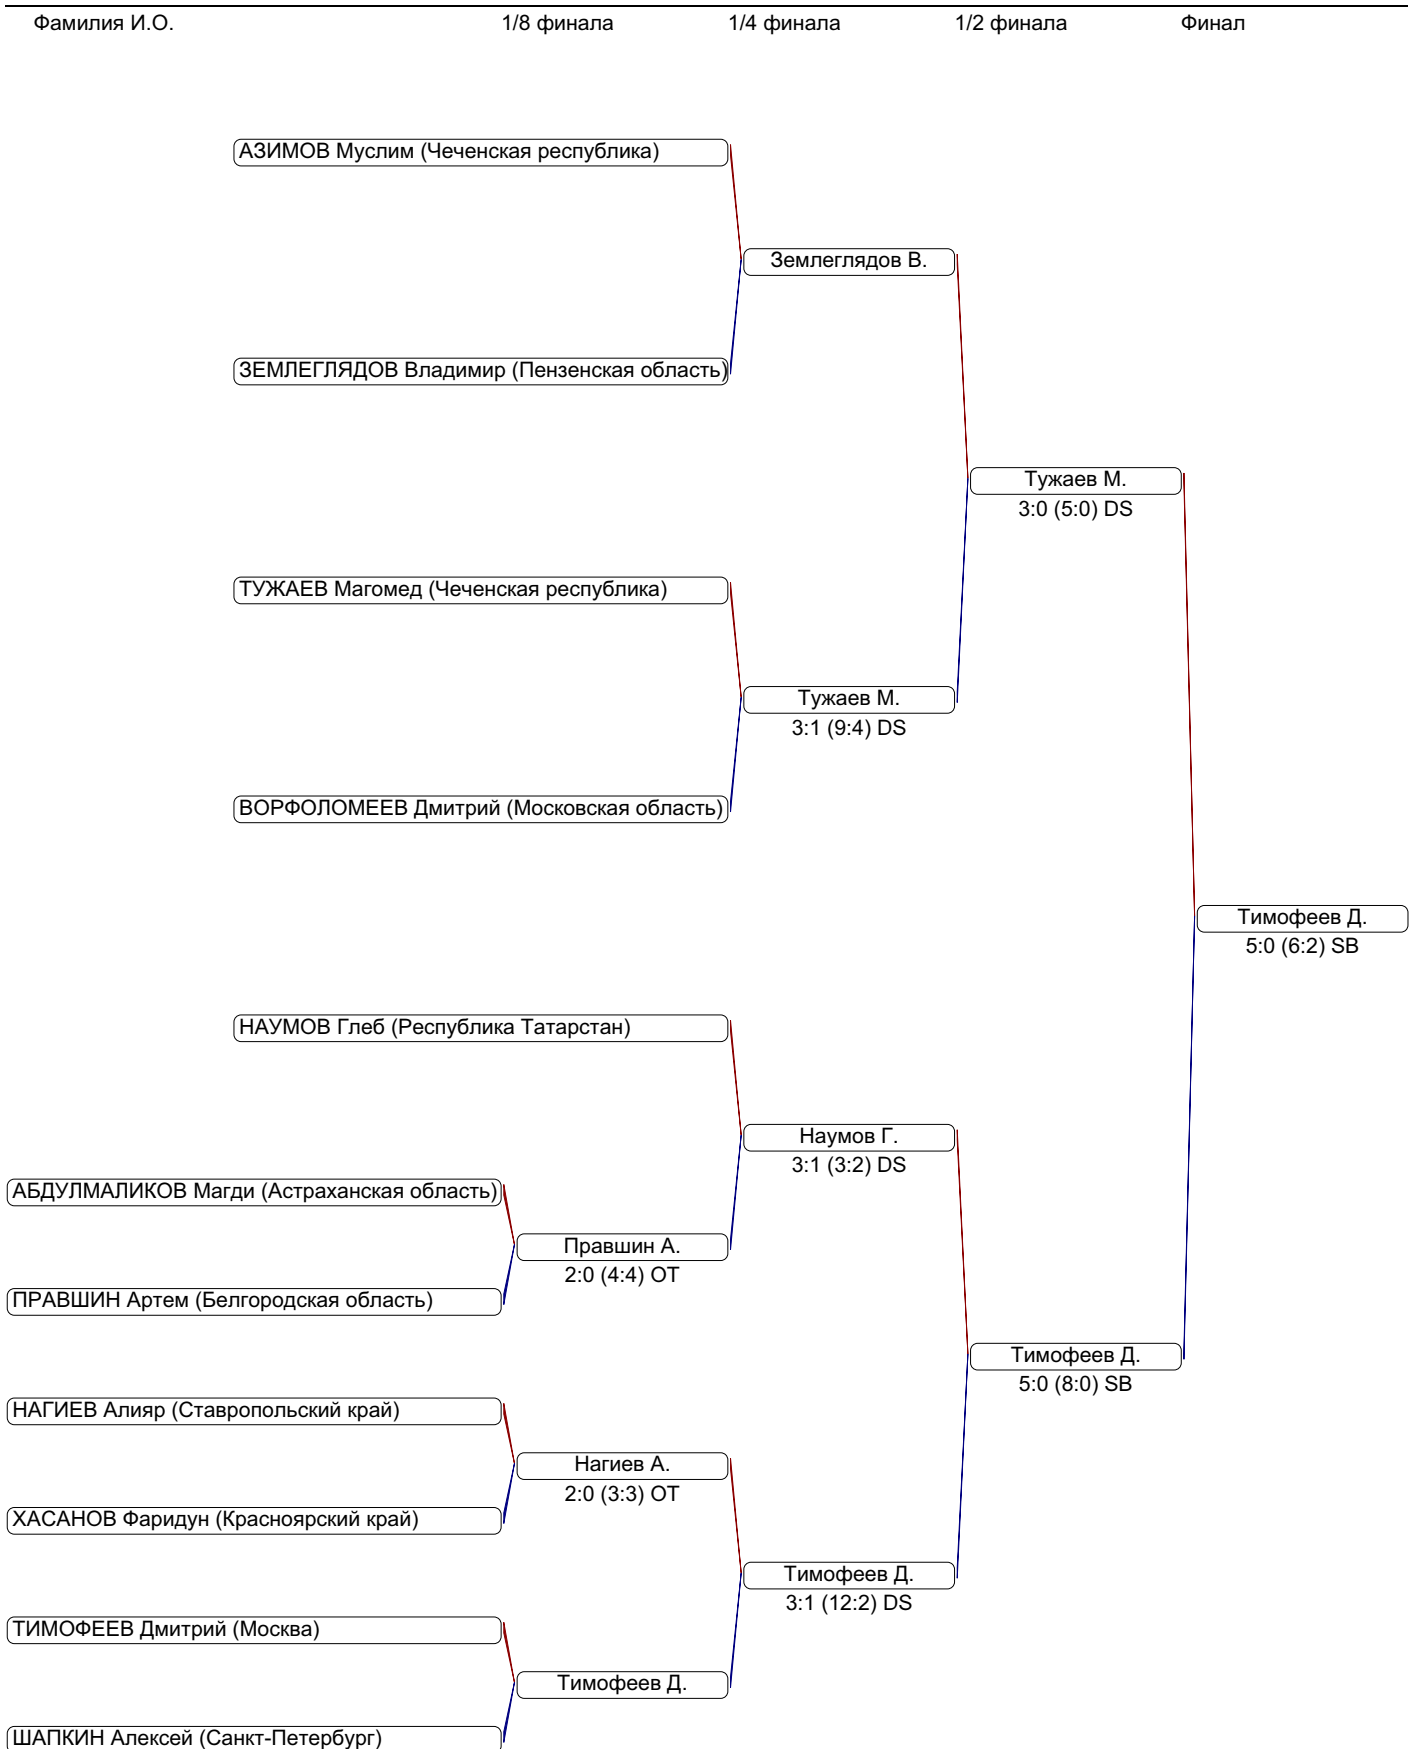 Фамилия И.О. 1/8 финала 1/4 финала 1/2 финала Финал
АЗИМОВ Муслим (Чеченская республика)
Землеглядов В.
ЗЕМЛЕГЛЯДОВ Владимир (Пензенская область)
Тужаев М.
3:0 (5:0) DS
ТУЖАЕВ Магомед (Чеченская республика)
Тужаев М.
3:1 (9:4) DS
ВОРФОЛОМЕЕВ Дмитрий (Московская область)
Тимофеев Д.
5:0 (6:2) SB
НАУМОВ Глеб (Республика Татарстан)
Наумов Г.
3:1 (3:2) DS
АБДУЛМАЛИКОВ Магди (Астраханская область)
Правшин А.
2:0 (4:4) OT
ПРАВШИН Артем (Белгородская область)
Тимофеев Д.
5:0 (8:0) SB
НАГИЕВ Алияр (Ставропольский край)
Нагиев А.
2:0 (3:3) OT
ХАСАНОВ Фаридун (Красноярский край)
Тимофеев Д.
3:1 (12:2) DS
ТИМОФЕЕВ Дмитрий (Москва)
Тимофеев Д.
ШАПКИН Алексей (Санкт-Петербург)